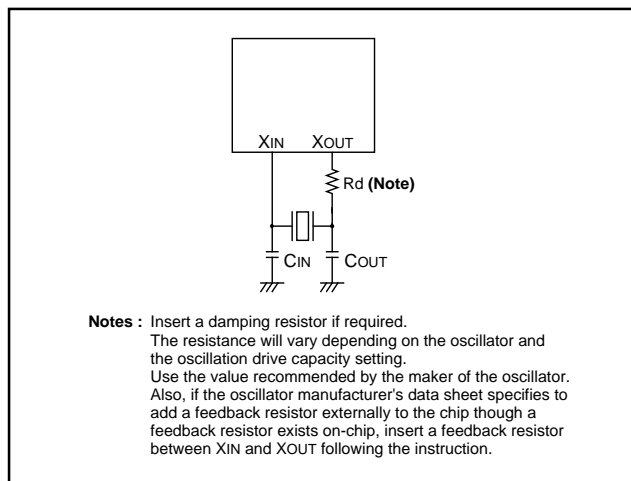 XIN XOUT
Rd (Note)
CIN COUT
Notes : Insert a damping resistor if required.
The resistance will vary depending on the oscillator and
the oscillation drive capacity setting.
Use the value recommended by the maker of the oscillator.
Also, if the oscillator manufacturer's data sheet specifies to
add a feedback resistor externally to the chip though a
feedback resistor exists on-chip, insert a feedback resistor
between XIN and XOUT following the instruction.